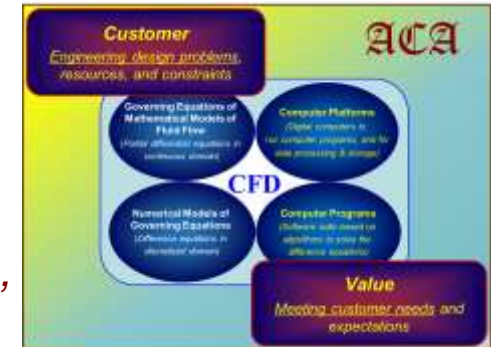 Customer
Engineering design problems,
resources, and constraints
ACA
Governing Equations of
Mathematical Models of
Fluid Flow
(Partial differential equations in
continuous domain)
Computer Platforms
(Digital computers to
run computer programs, and for
data processing & storage)
CFD
Numerical Models of
Governing Equations
(Difference equations in
discretized domain)
Computer Programs
(Software suite based on
algorithms to solve the
difference equations)
,
Value
Meeting customer needs and
expectations